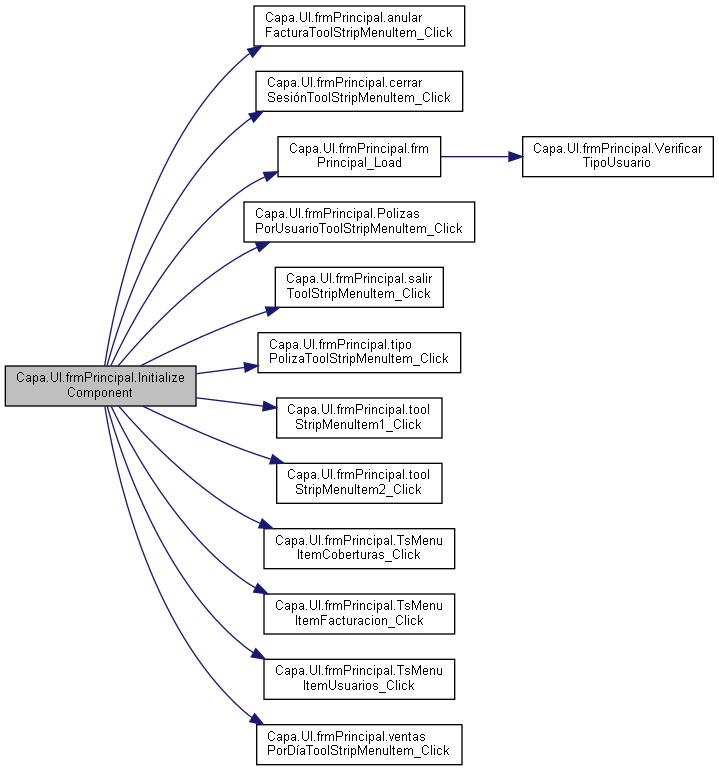 Capa.UI.frmPrincipal.anular
FacturaToolStripMenuItem_Click
Capa.UI.frmPrincipal.cerrar
SesiónToolStripMenuItem_Click
Capa.UI.frmPrincipal.frm
Principal_Load
Capa.UI.frmPrincipal.Verificar
TipoUsuario
Capa.UI.frmPrincipal.Polizas
PorUsuarioToolStripMenuItem_Click
Capa.UI.frmPrincipal.salir
ToolStripMenuItem_Click
Capa.UI.frmPrincipal.tipo
PolizaToolStripMenuItem_Click
Capa.UI.frmPrincipal.Initialize
Component
Capa.UI.frmPrincipal.tool
StripMenuItem1_Click
Capa.UI.frmPrincipal.tool
StripMenuItem2_Click
Capa.UI.frmPrincipal.TsMenu
ItemCoberturas_Click
Capa.UI.frmPrincipal.TsMenu
ItemFacturacion_Click
Capa.UI.frmPrincipal.TsMenu
ItemUsuarios_Click
Capa.UI.frmPrincipal.ventas
PorDíaToolStripMenuItem_Click